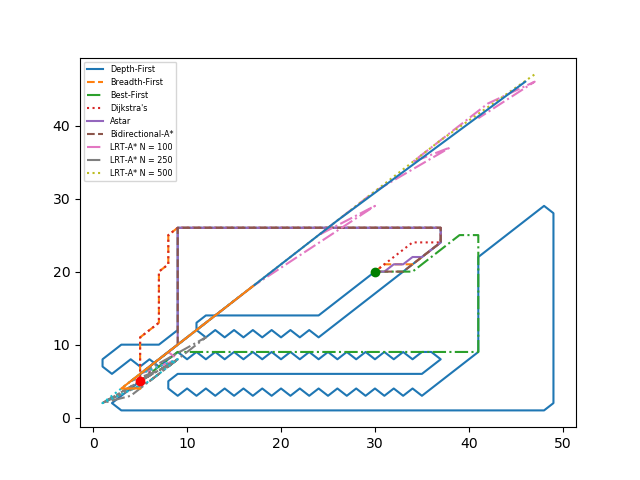 Depth-First
Breadth-First
Best-First
Dijkstra's
Astar
Bidirectional-A*
LRT-A* N = 100
LRT-A* N = 250
LRT-A* N = 500
40
30
20
10
0
0 10 20 30 40 50